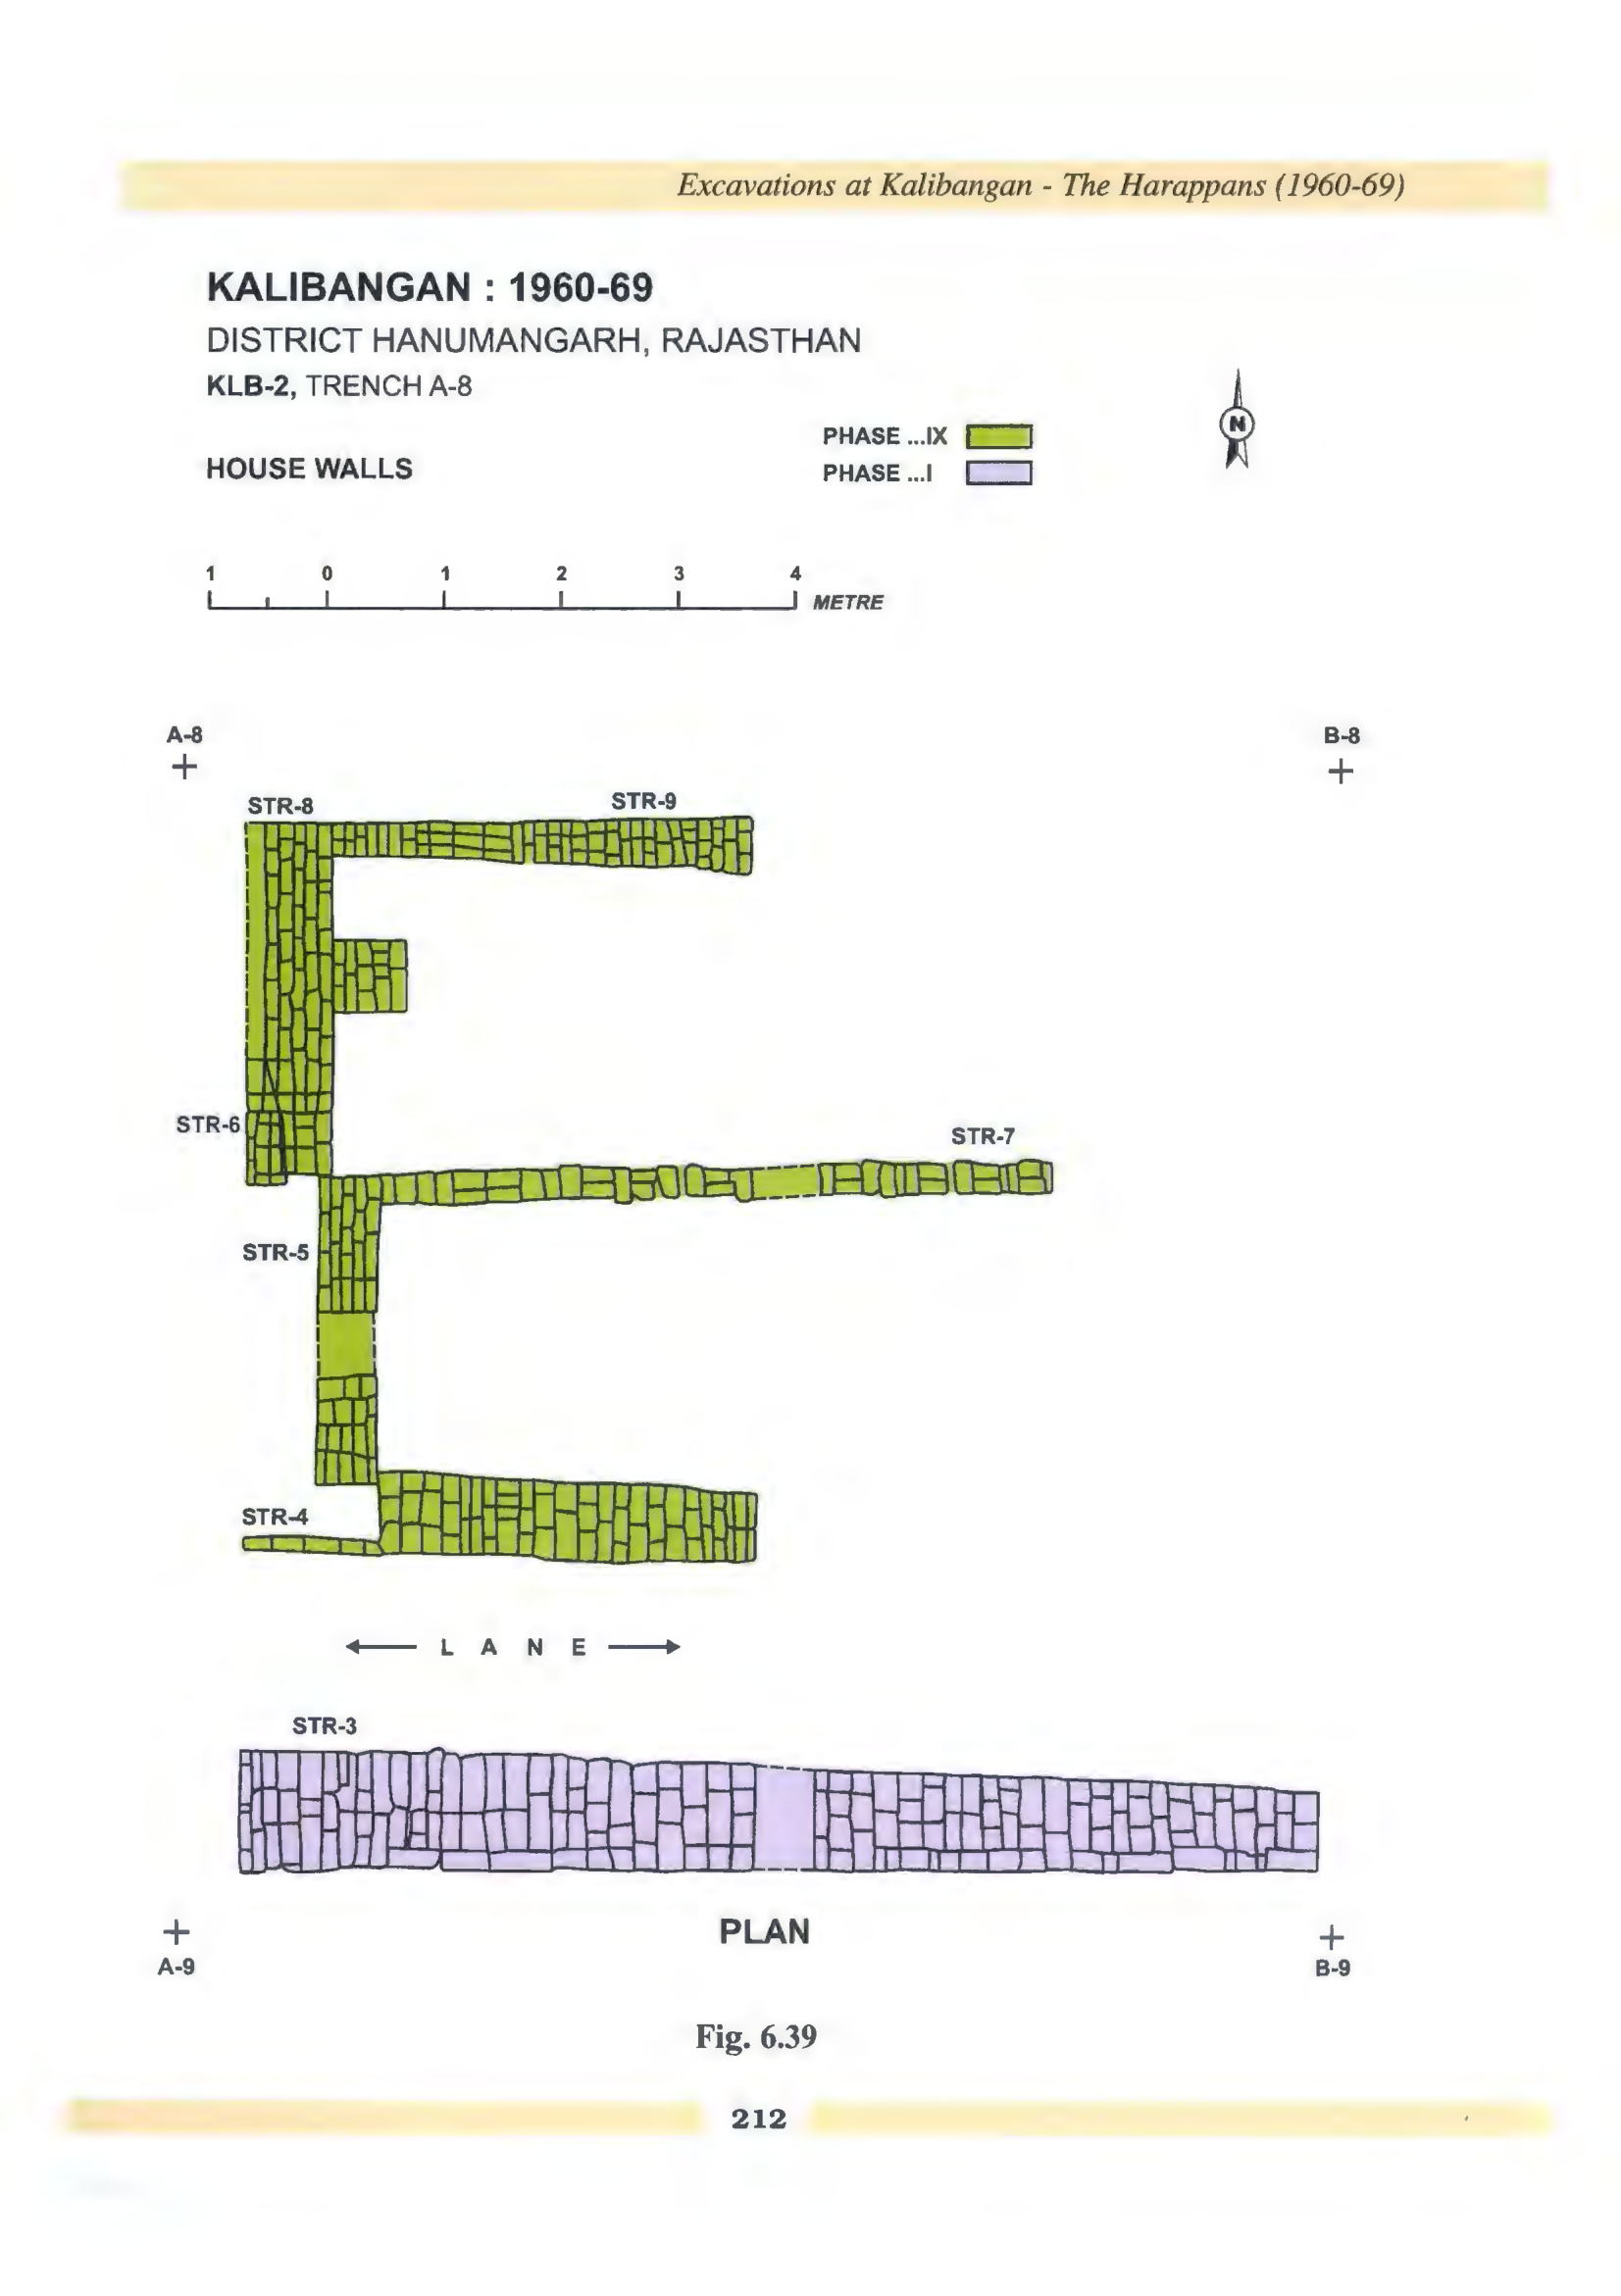 Excavations at Kalibangan - The Harappans (1960-69)
KALIBANGAN : 1960-69
DISTRICT HANUMANGARH, RAJASTHAN
KLB-2, TRENCH A-8
PHASE ...IX
N
HOUSE WALLS
PHASE ...I
1 0 1 2 3 4
METRE
A-8
B-8
STR-8
STR-9
STR-6
STR-7
STR-5
STR-4
L A N E
STR-3
PLAN
A-9
B-9
Fig. 6.39
212